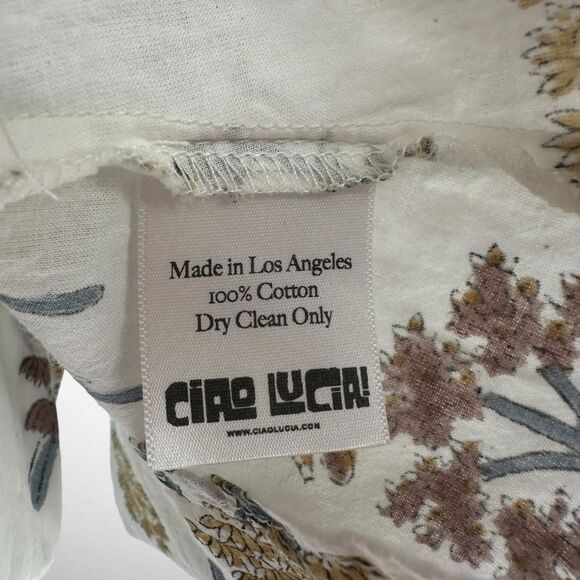 Made in Los Angeles
100% Cotton
Dry Clean Only
CIAO LUCIA!
WWW.CIAOLUCIA.COM